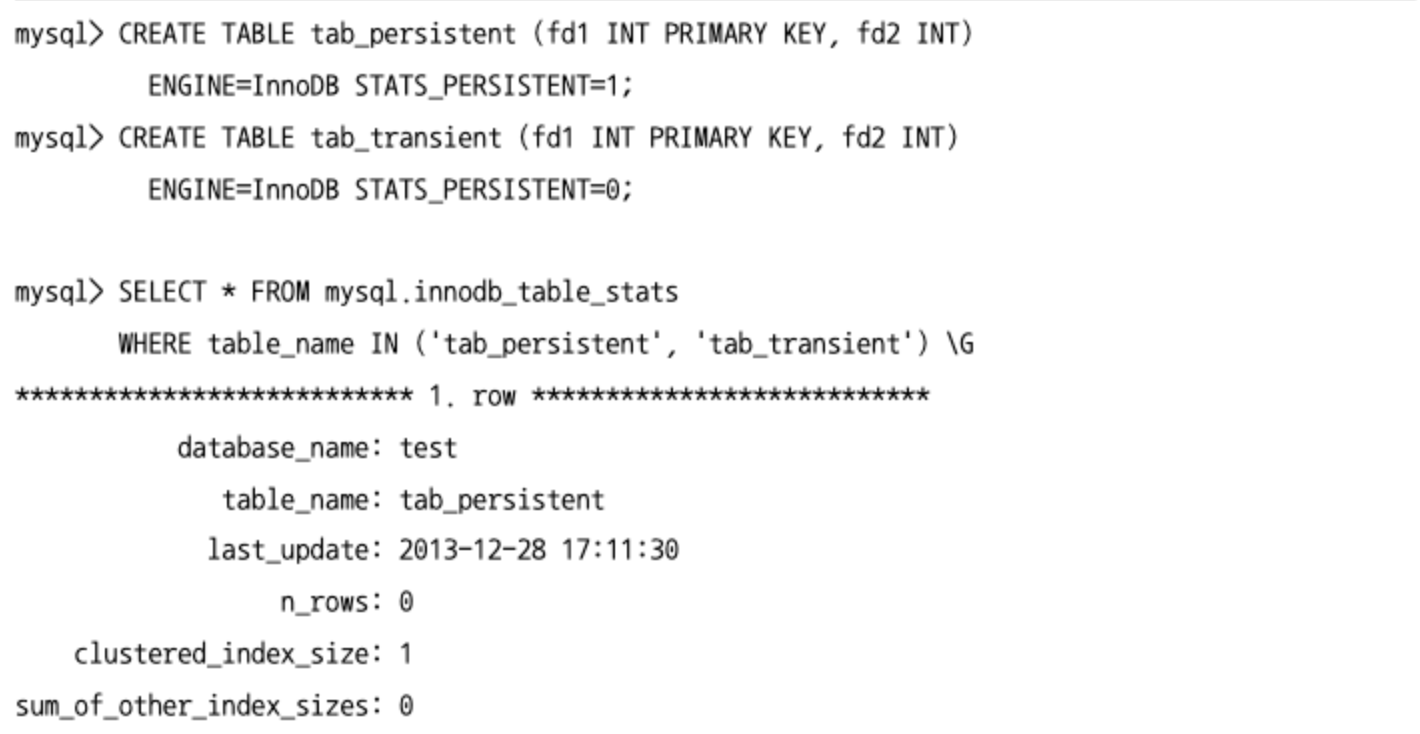 mysql> CREATE TABLE tab_persistent (fd1 INT PRIMARY KEY, fd2 INT)
ENGINE=InnoDB STATS_PERSISTENT=1;
mysql> CREATE TABLE tab_transient (fd1 INT PRIMARY KEY, fd2 INT)
ENGINE=InnoDB STATS_PERSISTENT=0;
mysql> SELECT * FROM mysql.innodb_table_stats
WHERE table_name IN ('tab_persistent', 'tab_transient') \G
*************************** 1. row ***************************
database_name: test
table_name: tab_persistent
last_update: 2013-12-28 17:11:30
n_rows: 0
clustered_index_size: 1
sum_of_other_index_sizes: 0